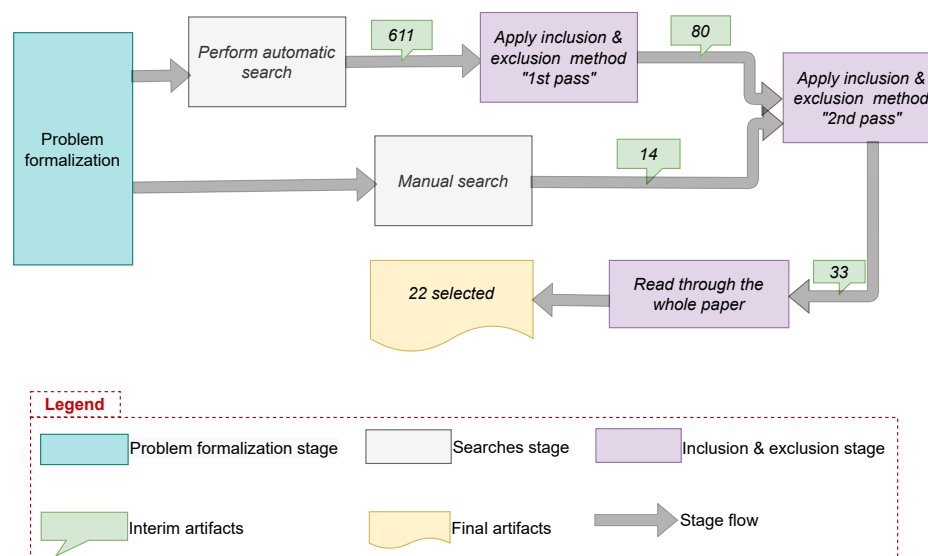 Problem
formalization
Perform automatic
search
611
Apply inclusion &
exclusion method
"1st pass"
80
Apply inclusion &
exclusion method
"2nd pass"
Manual search
14
33
Read through the
whole paper
22 selected
Legend
Problem formalization stage
Searches stage
Inclusion & exclusion stage
Interim artifacts
Final artifacts
Stage flow